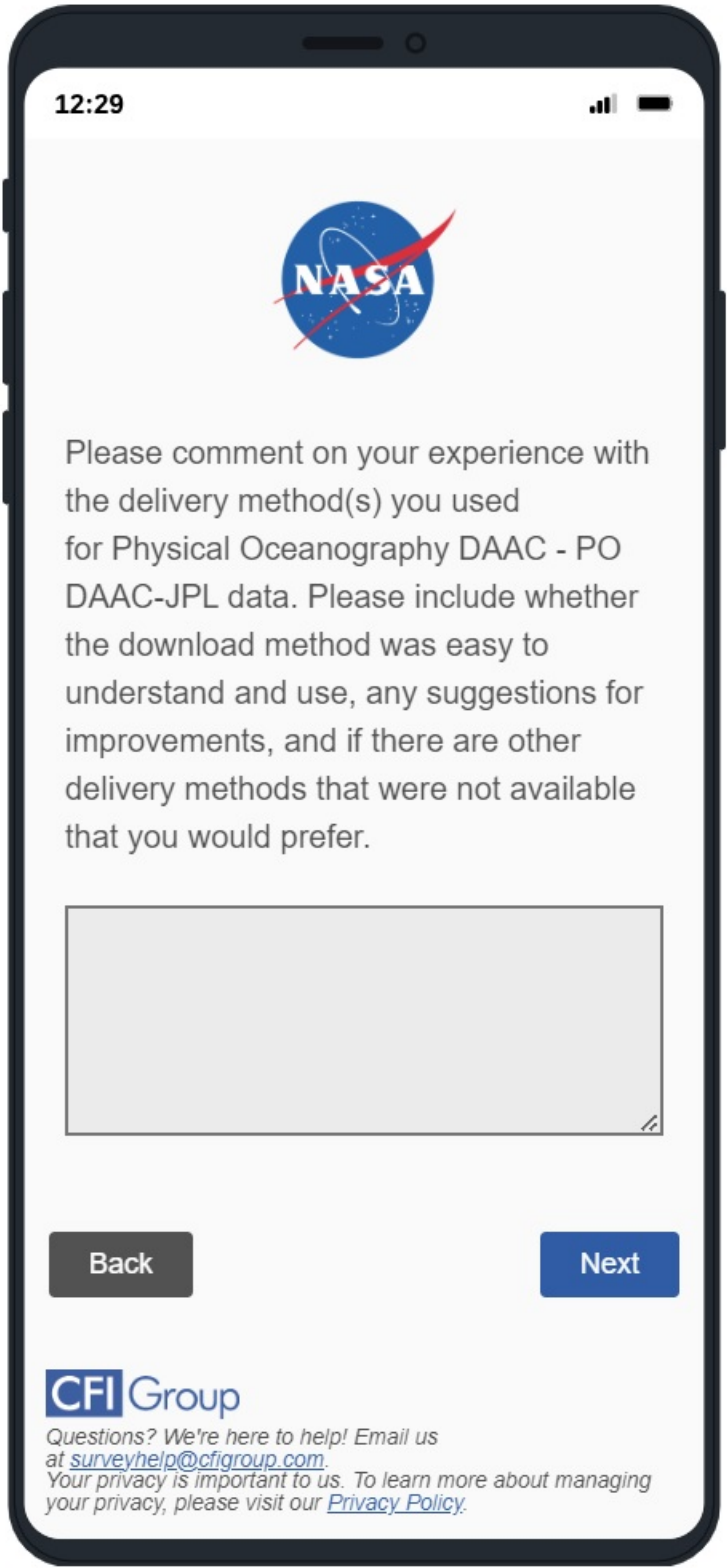 12:29
NASA
Please comment on your experience with
the delivery method(s) you used
for Physical Oceanography DAAC - PO
DAAC-JPL data. Please include whether
the download method was easy to
understand and use, any suggestions for
improvements, and if there are other
delivery methods that were not available
that you would prefer.
Back
Next
CFI Group
Questions? We're here to help! Email us
at surveyhelp@cfigroup.com.
Your privacy is important to us. To learn more about managing
your privacy, please visit our Privacy Policy.